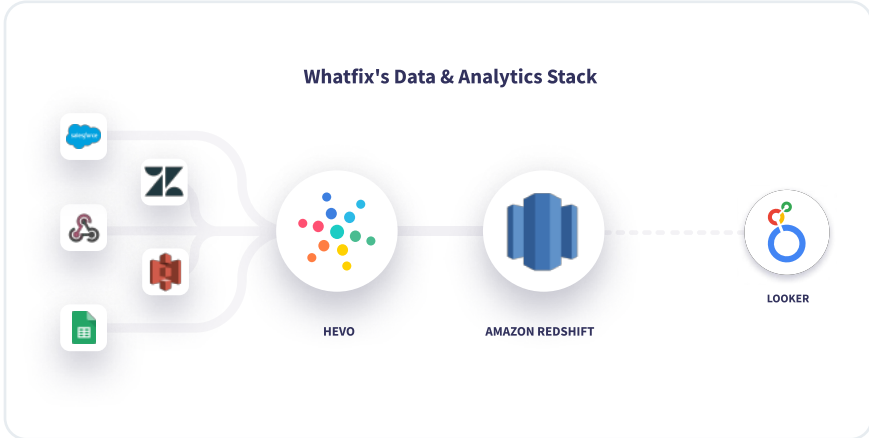 Whatfix's Data & Analytics Stack
salesforce
HEVO
AMAZON REDSHIFT
LOOKER